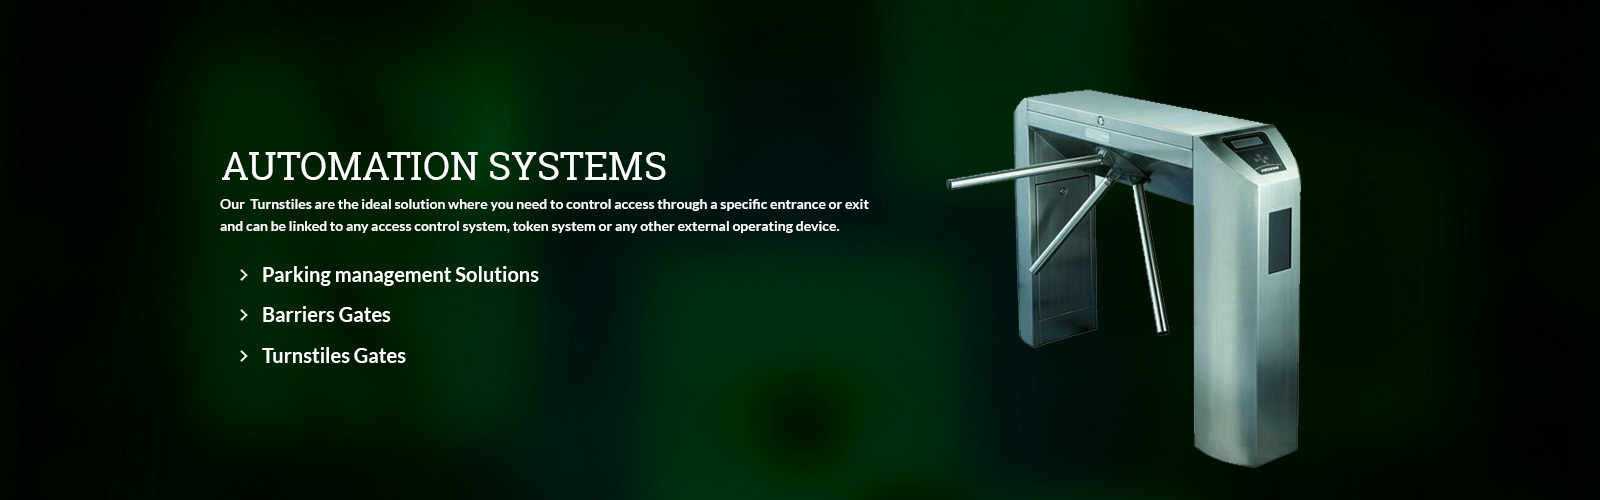 AUTOMATION SYSTEMS
Our Turnstiles are the ideal solution where you need to control access through a specific entrance or exit
and can be linked to any access control system, token system or any other external operating device.
Parking management Solutions
Barriers Gates
Turnstiles Gates